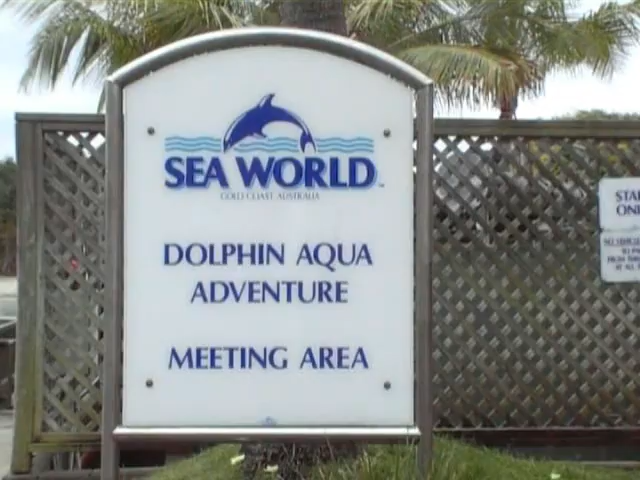 SEA WORLD
GOLD COAST, AUSTRALIA
DOLPHIN AQUA
ADVENTURE
MEETING AREA